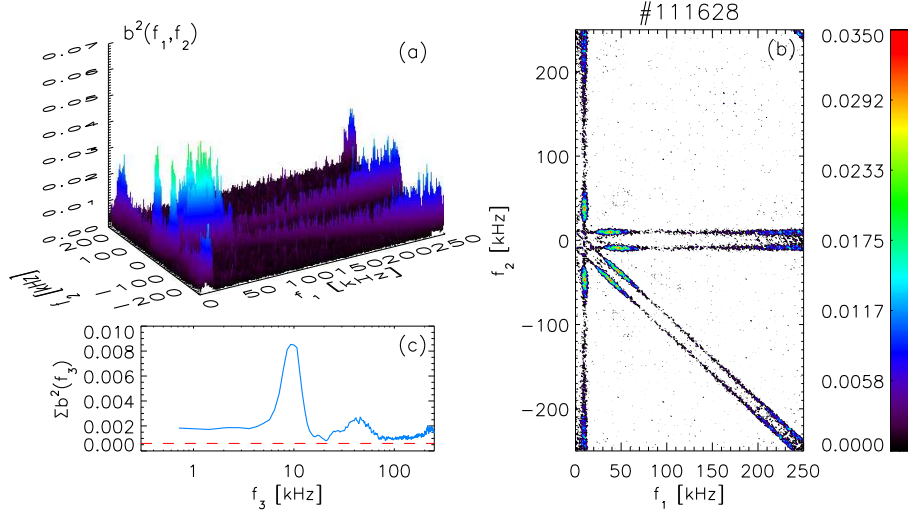 #111628
b²(f₁,f₂)
(a)
0.07
0.06
0.05
0.04
0.03
0.02
0.01
0.00
200
100
0
−100
−200
f₂ [kHz]
0 50 100 150 200 250
f₁ [kHz]
(b)
200
100
0
−100
−200
f₂ [kHz]
0 50 100 150 200 250
f₁ [kHz]
0.0350
0.0292
0.0233
0.0175
0.0117
0.0058
0.0000
(c)
0.010
0.008
0.006
0.004
0.002
0.000
Σb²(f₃)
1 10 100
f₃ [kHz]